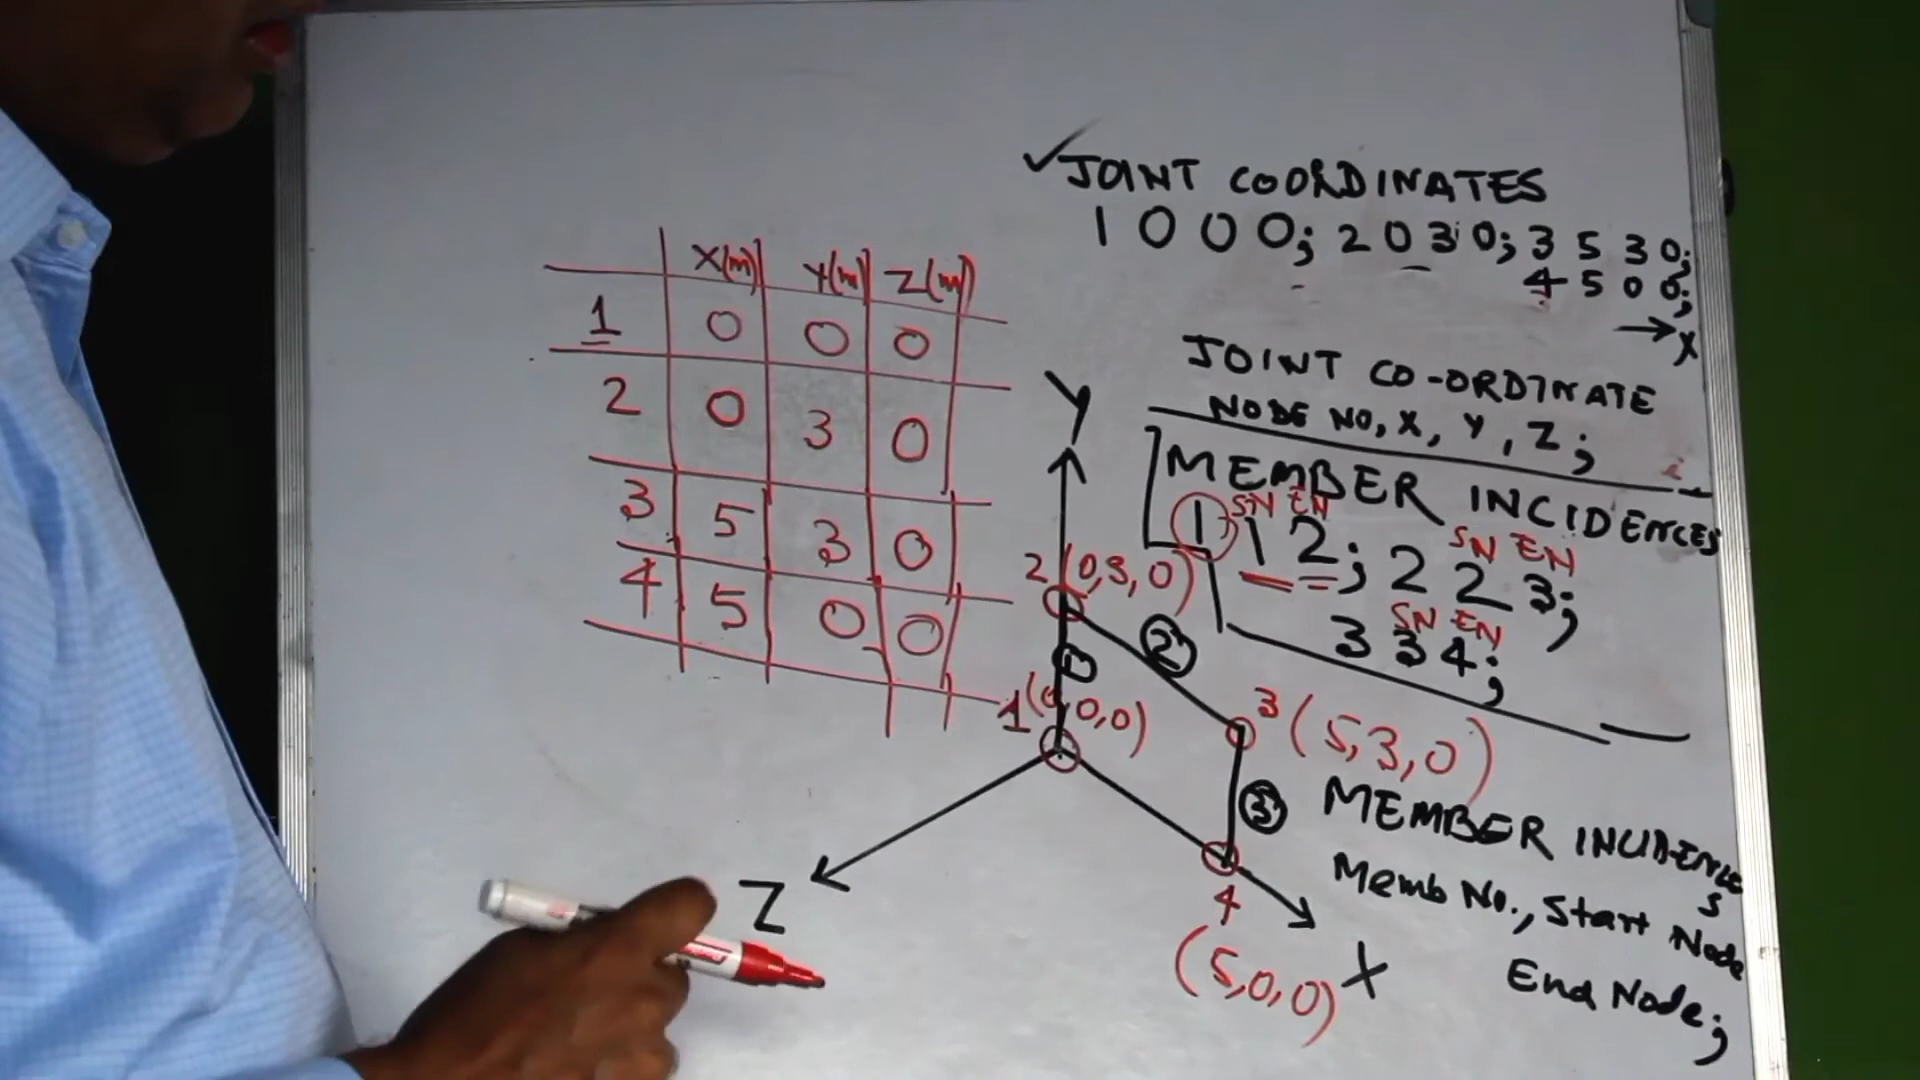 ✓JOINT COORDINATES
1 0 0 0; 2 0 3 0; 3 5 3 0;
4 5 0 0;
→ X
X(m) Y(m) Z(m)
1 0 0 0
2 0 3 0
3 5 3 0
4 5 0 0
JOINT CO-ORDINATE
NODE NO, X, Y, Z;
MEMBER INCIDENCES
SN EN
1 1 2; 2 2 3;
SN EN
3 3 4;
SN EN
Y
2 (0,3,0)
1
2
1 (0,0,0)
3 (5,3,0)
3
4
(5,0,0)
X
Z
MEMBER INCIDENCE
S
Memb No., Start Node
End Node;